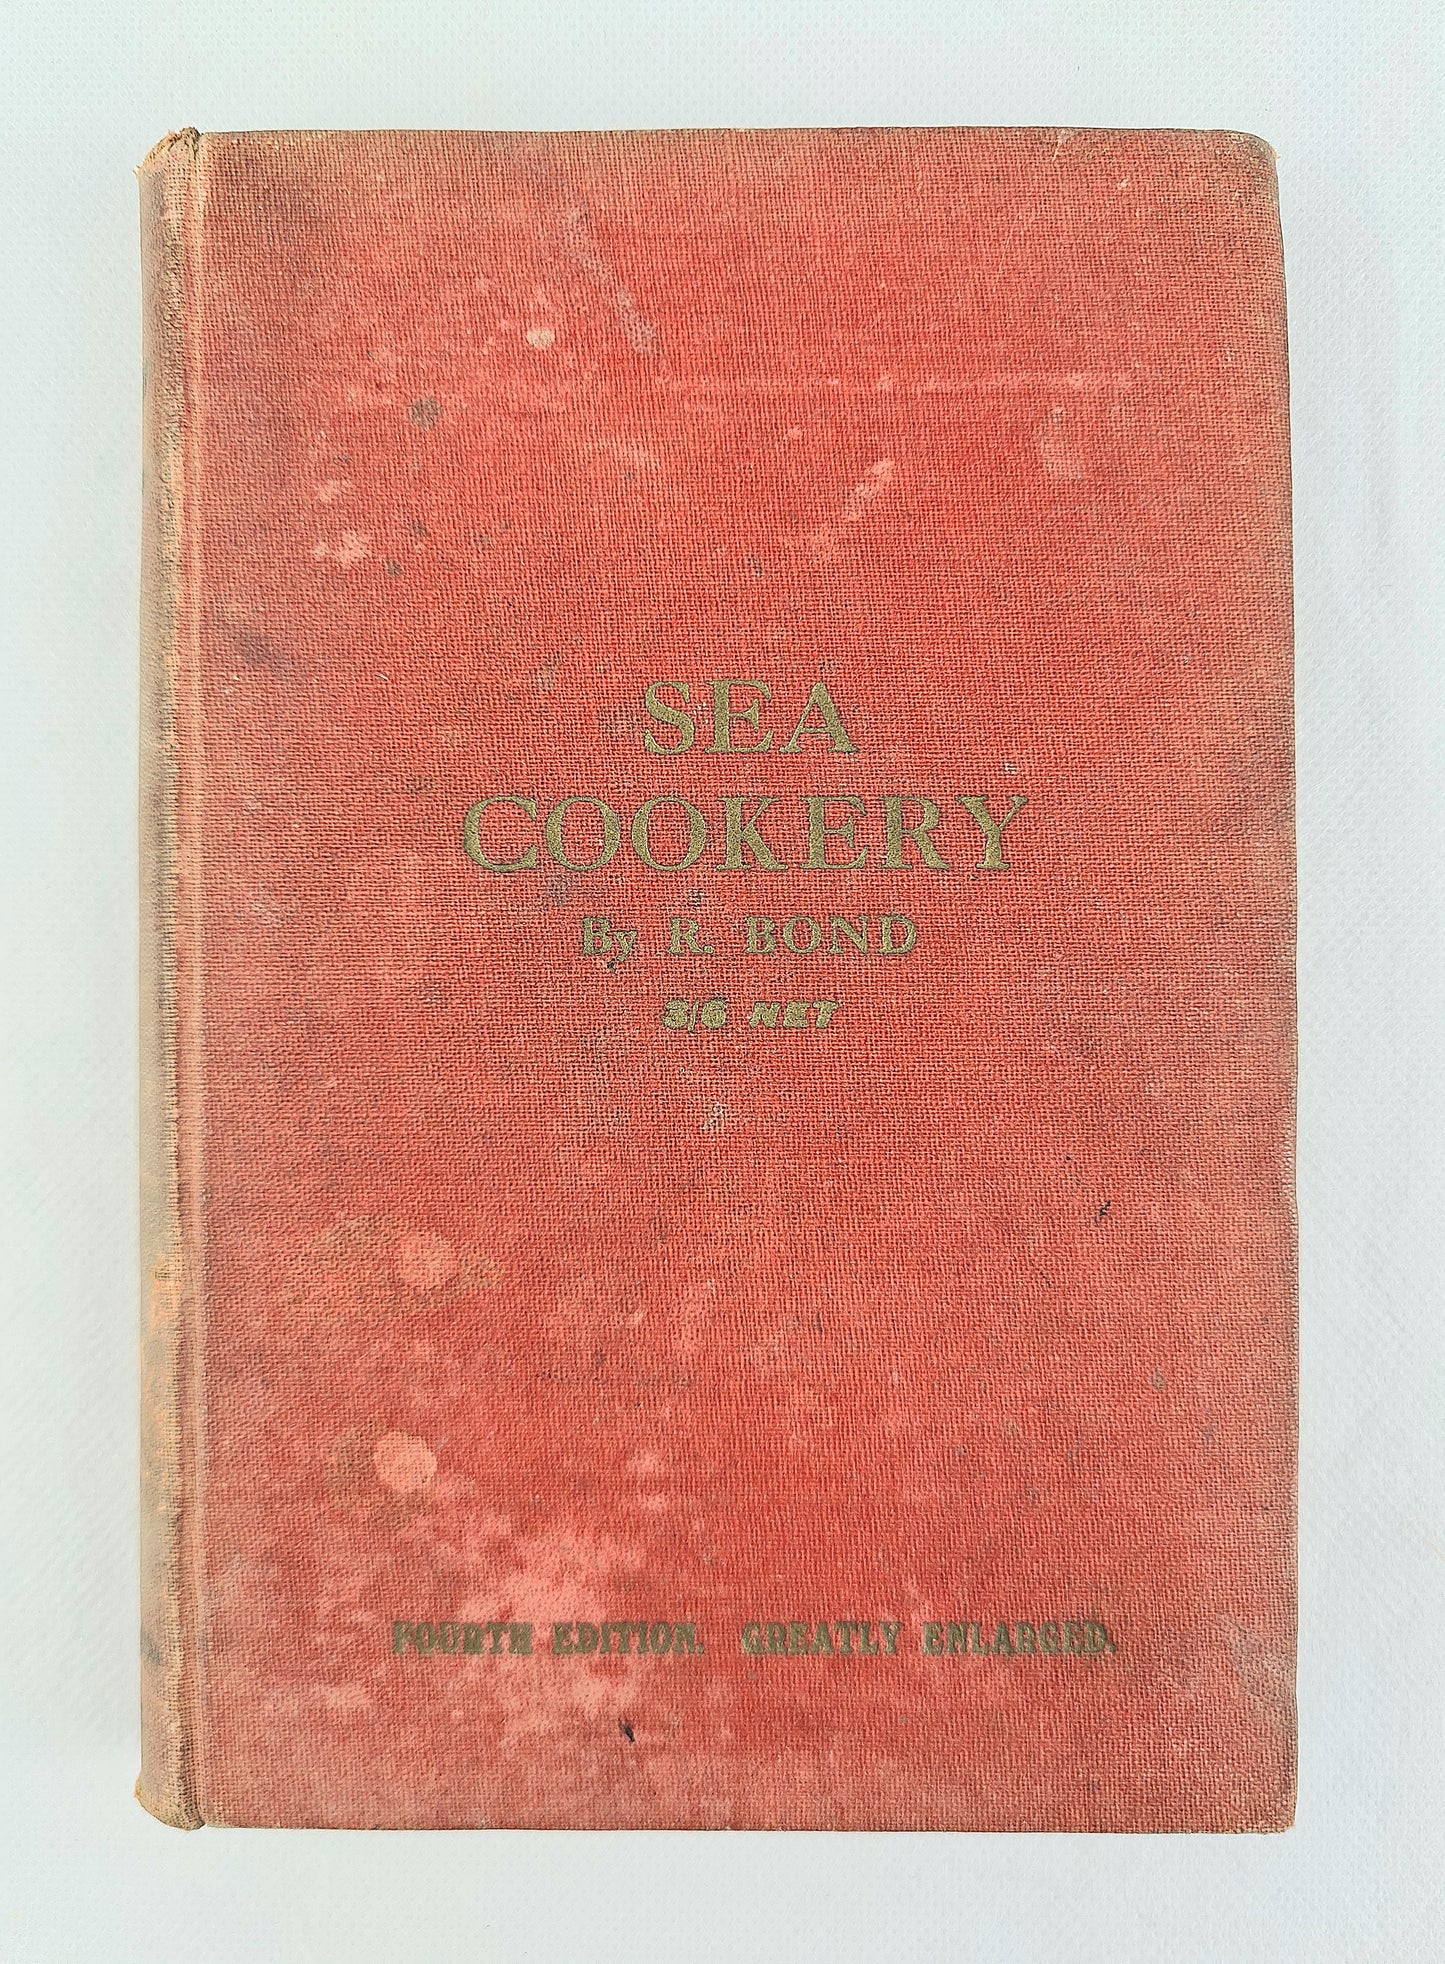 SEA
COOKERY
By R. BOND
3/6 NET
FOURTH EDITION. GREATLY ENLARGED.